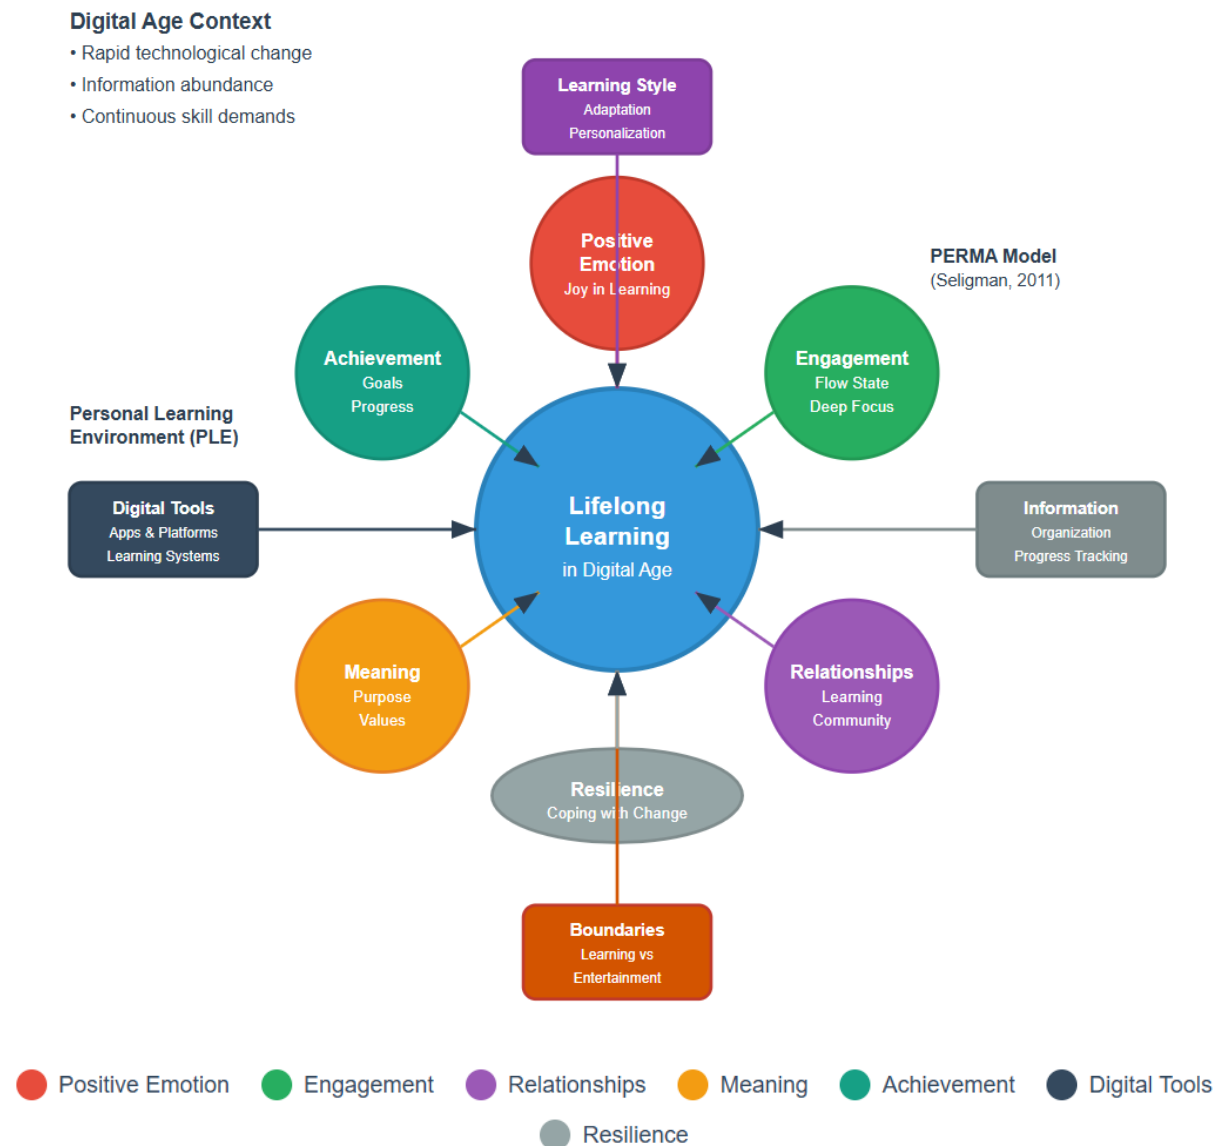 Digital Age Context
• Rapid technological change
• Information abundance
• Continuous skill demands
Learning Style
Adaptation
Personalization
Positive
Emotion
Joy in Learning
PERMA Model
(Seligman, 2011)
Achievement
Goals
Progress
Engagement
Flow State
Deep Focus
Personal Learning
Environment (PLE)
Digital Tools
Apps & Platforms
Learning Systems
Lifelong
Learning
in Digital Age
Information
Organization
Progress Tracking
Meaning
Purpose
Values
Relationships
Learning
Community
Resilience
Coping with Change
Boundaries
Learning vs
Entertainment
Positive Emotion
Engagement
Relationships
Meaning
Achievement
Digital Tools
Resilience